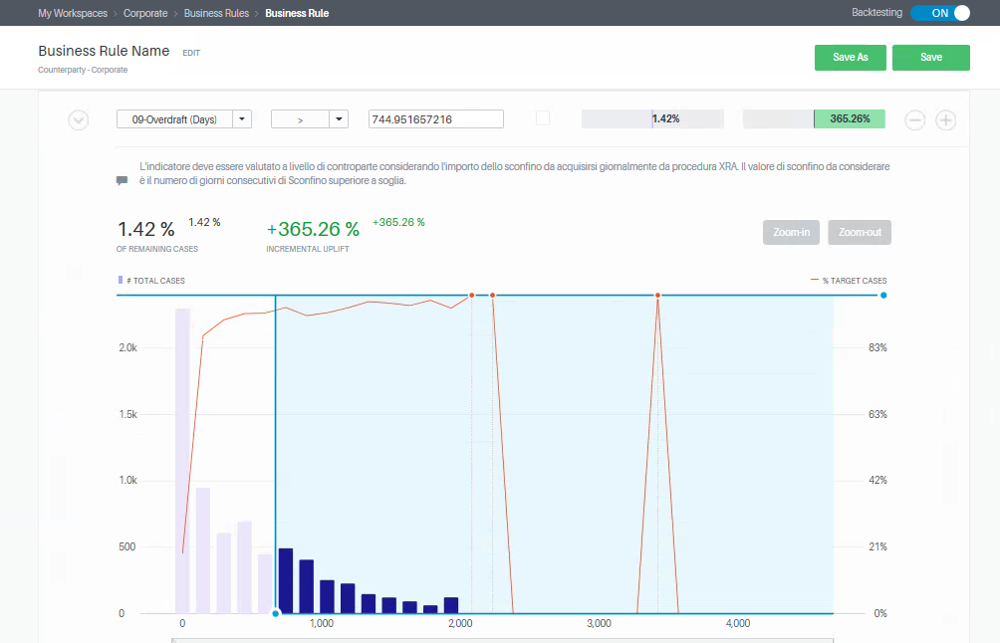 My Workspaces > Corporate > Business Rules > Business Rule
Backtesting ON
Business Rule Name EDIT
Counterparty - Corporate
Save As Save
09-Overdraft (Days) > 744.951657216 1.42% 365.26%
L'indicatore deve essere valutato a livello di controparte considerando l'importo dello sconfino da acquisirsi giornalmente da procedura XRA. Il valore di sconfino da considerare
è il numero di giorni consecutivi di Sconfino superiore a soglia.
1.42 % 1.42 % +365.26 % +365.26 %
OF REMAINING CASES INCREMENTAL UPLIFT
Zoom-in Zoom-out
# TOTAL CASES % TARGET CASES
2.0k 83%
1.5k 63%
1.0k 42%
500 21%
0 0%
0 1,000 2,000 3,000 4,000